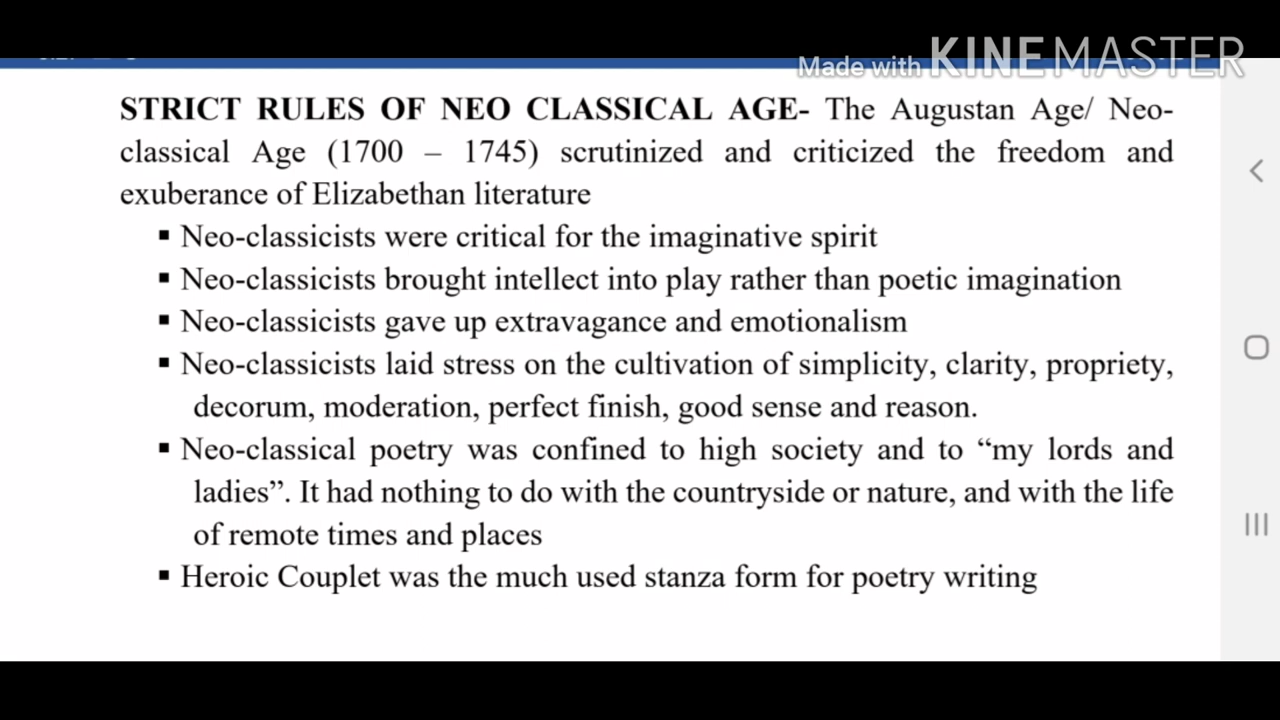 Made with KINEMASTER
STRICT RULES OF NEO CLASSICAL AGE- The Augustan Age/ Neo-
classical Age (1700 – 1745) scrutinized and criticized the freedom and
exuberance of Elizabethan literature
▪ Neo-classicists were critical for the imaginative spirit
▪ Neo-classicists brought intellect into play rather than poetic imagination
▪ Neo-classicists gave up extravagance and emotionalism
▪ Neo-classicists laid stress on the cultivation of simplicity, clarity, propriety,
decorum, moderation, perfect finish, good sense and reason.
▪ Neo-classical poetry was confined to high society and to “my lords and
ladies”. It had nothing to do with the countryside or nature, and with the life
of remote times and places
▪ Heroic Couplet was the much used stanza form for poetry writing